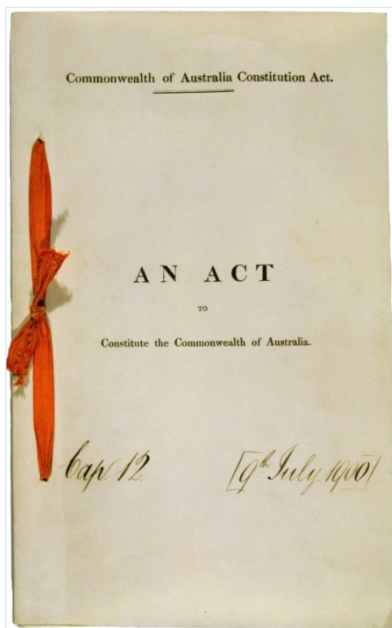 Commonwealth of Australia Constitution Act.
AN ACT
TO
Constitute the Commonwealth of Australia.
Cap. 12. [9th July 1900]